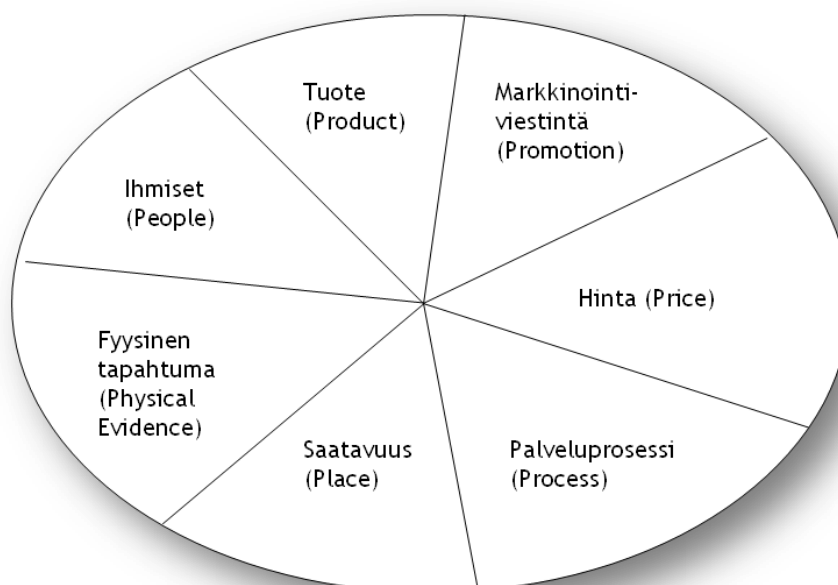 Tuote
(Product)
Markkinointi-
viestintä
(Promotion)
Ihmiset
(People)
Hinta (Price)
Fyysinen
tapahtuma
(Physical
Evidence)
Saatavuus
(Place)
Palveluprosessi
(Process)